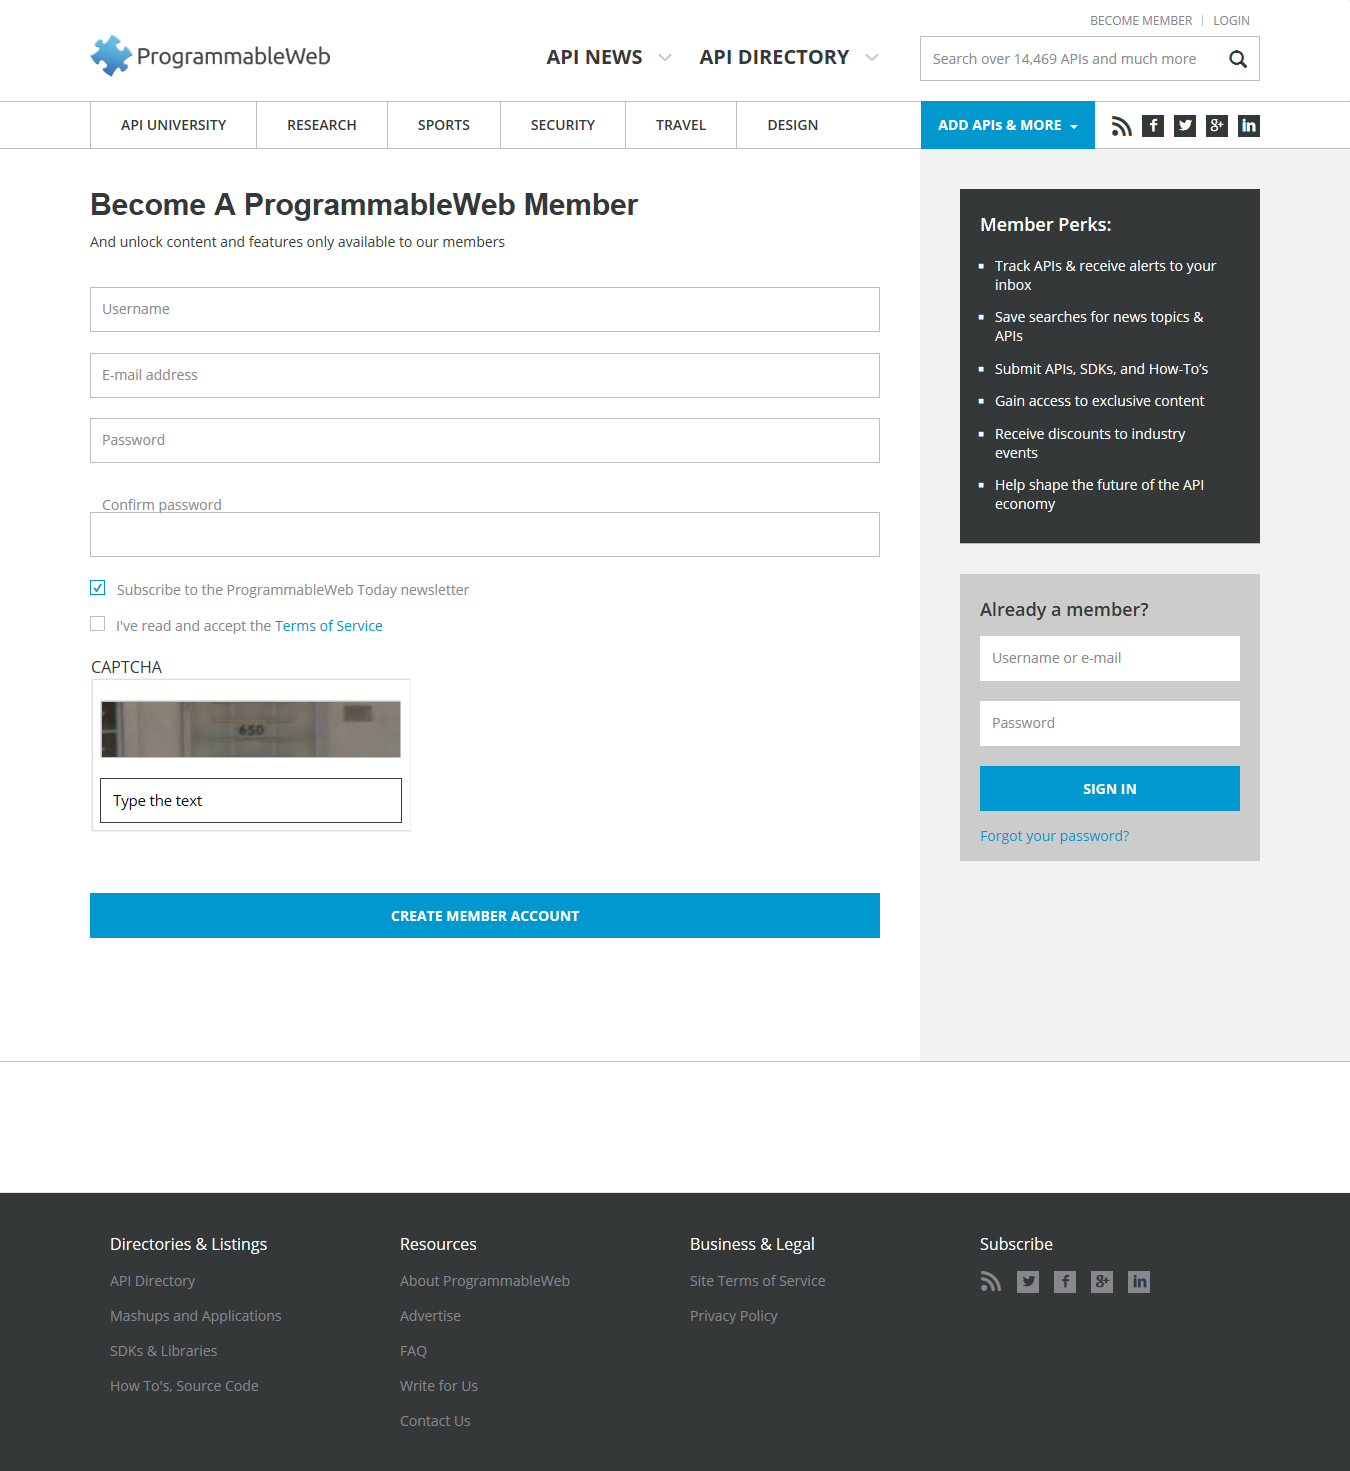 BECOME MEMBER LOGIN
ProgrammableWeb API NEWS API DIRECTORY Search over 14,469 APIs and much more
API UNIVERSITY RESEARCH SPORTS SECURITY TRAVEL DESIGN ADD APIs & MORE f g+ in
Become A ProgrammableWeb Member
And unlock content and features only available to our members
Username
E-mail address
Password
Confirm password
Subscribe to the ProgrammableWeb Today newsletter
I've read and accept the Terms of Service
CAPTCHA
650
Type the text
CREATE MEMBER ACCOUNT
Member Perks:
Track APIs & receive alerts to your
inbox
Save searches for news topics &
APIs
Submit APIs, SDKs, and How-To's
Gain access to exclusive content
Receive discounts to industry
events
Help shape the future of the API
economy
Already a member?
Username or e-mail
Password
SIGN IN
Forgot your password?
Directories & Listings
API Directory
Mashups and Applications
SDKs & Libraries
How To's, Source Code
Resources
About ProgrammableWeb
Advertise
FAQ
Write for Us
Contact Us
Business & Legal
Site Terms of Service
Privacy Policy
Subscribe
f g+ in